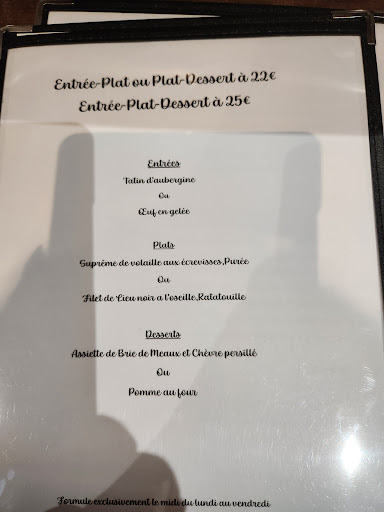 Entrée-Plat ou Plat-Dessert à 22€
Entrée-Plat-Dessert à 25€
Entrées
Tatin d'aubergine
Ou
Œuf en gelée
Plats
Suprême de volaille aux écrevisses,Purée
Ou
Filet de Lieu noir a l'oseille,Ratatouille
Desserts
Assiette de Brie de Meaux et Chèvre persillé
Ou
Pomme au four
Formule exclusivement le midi du lundi au vendredi